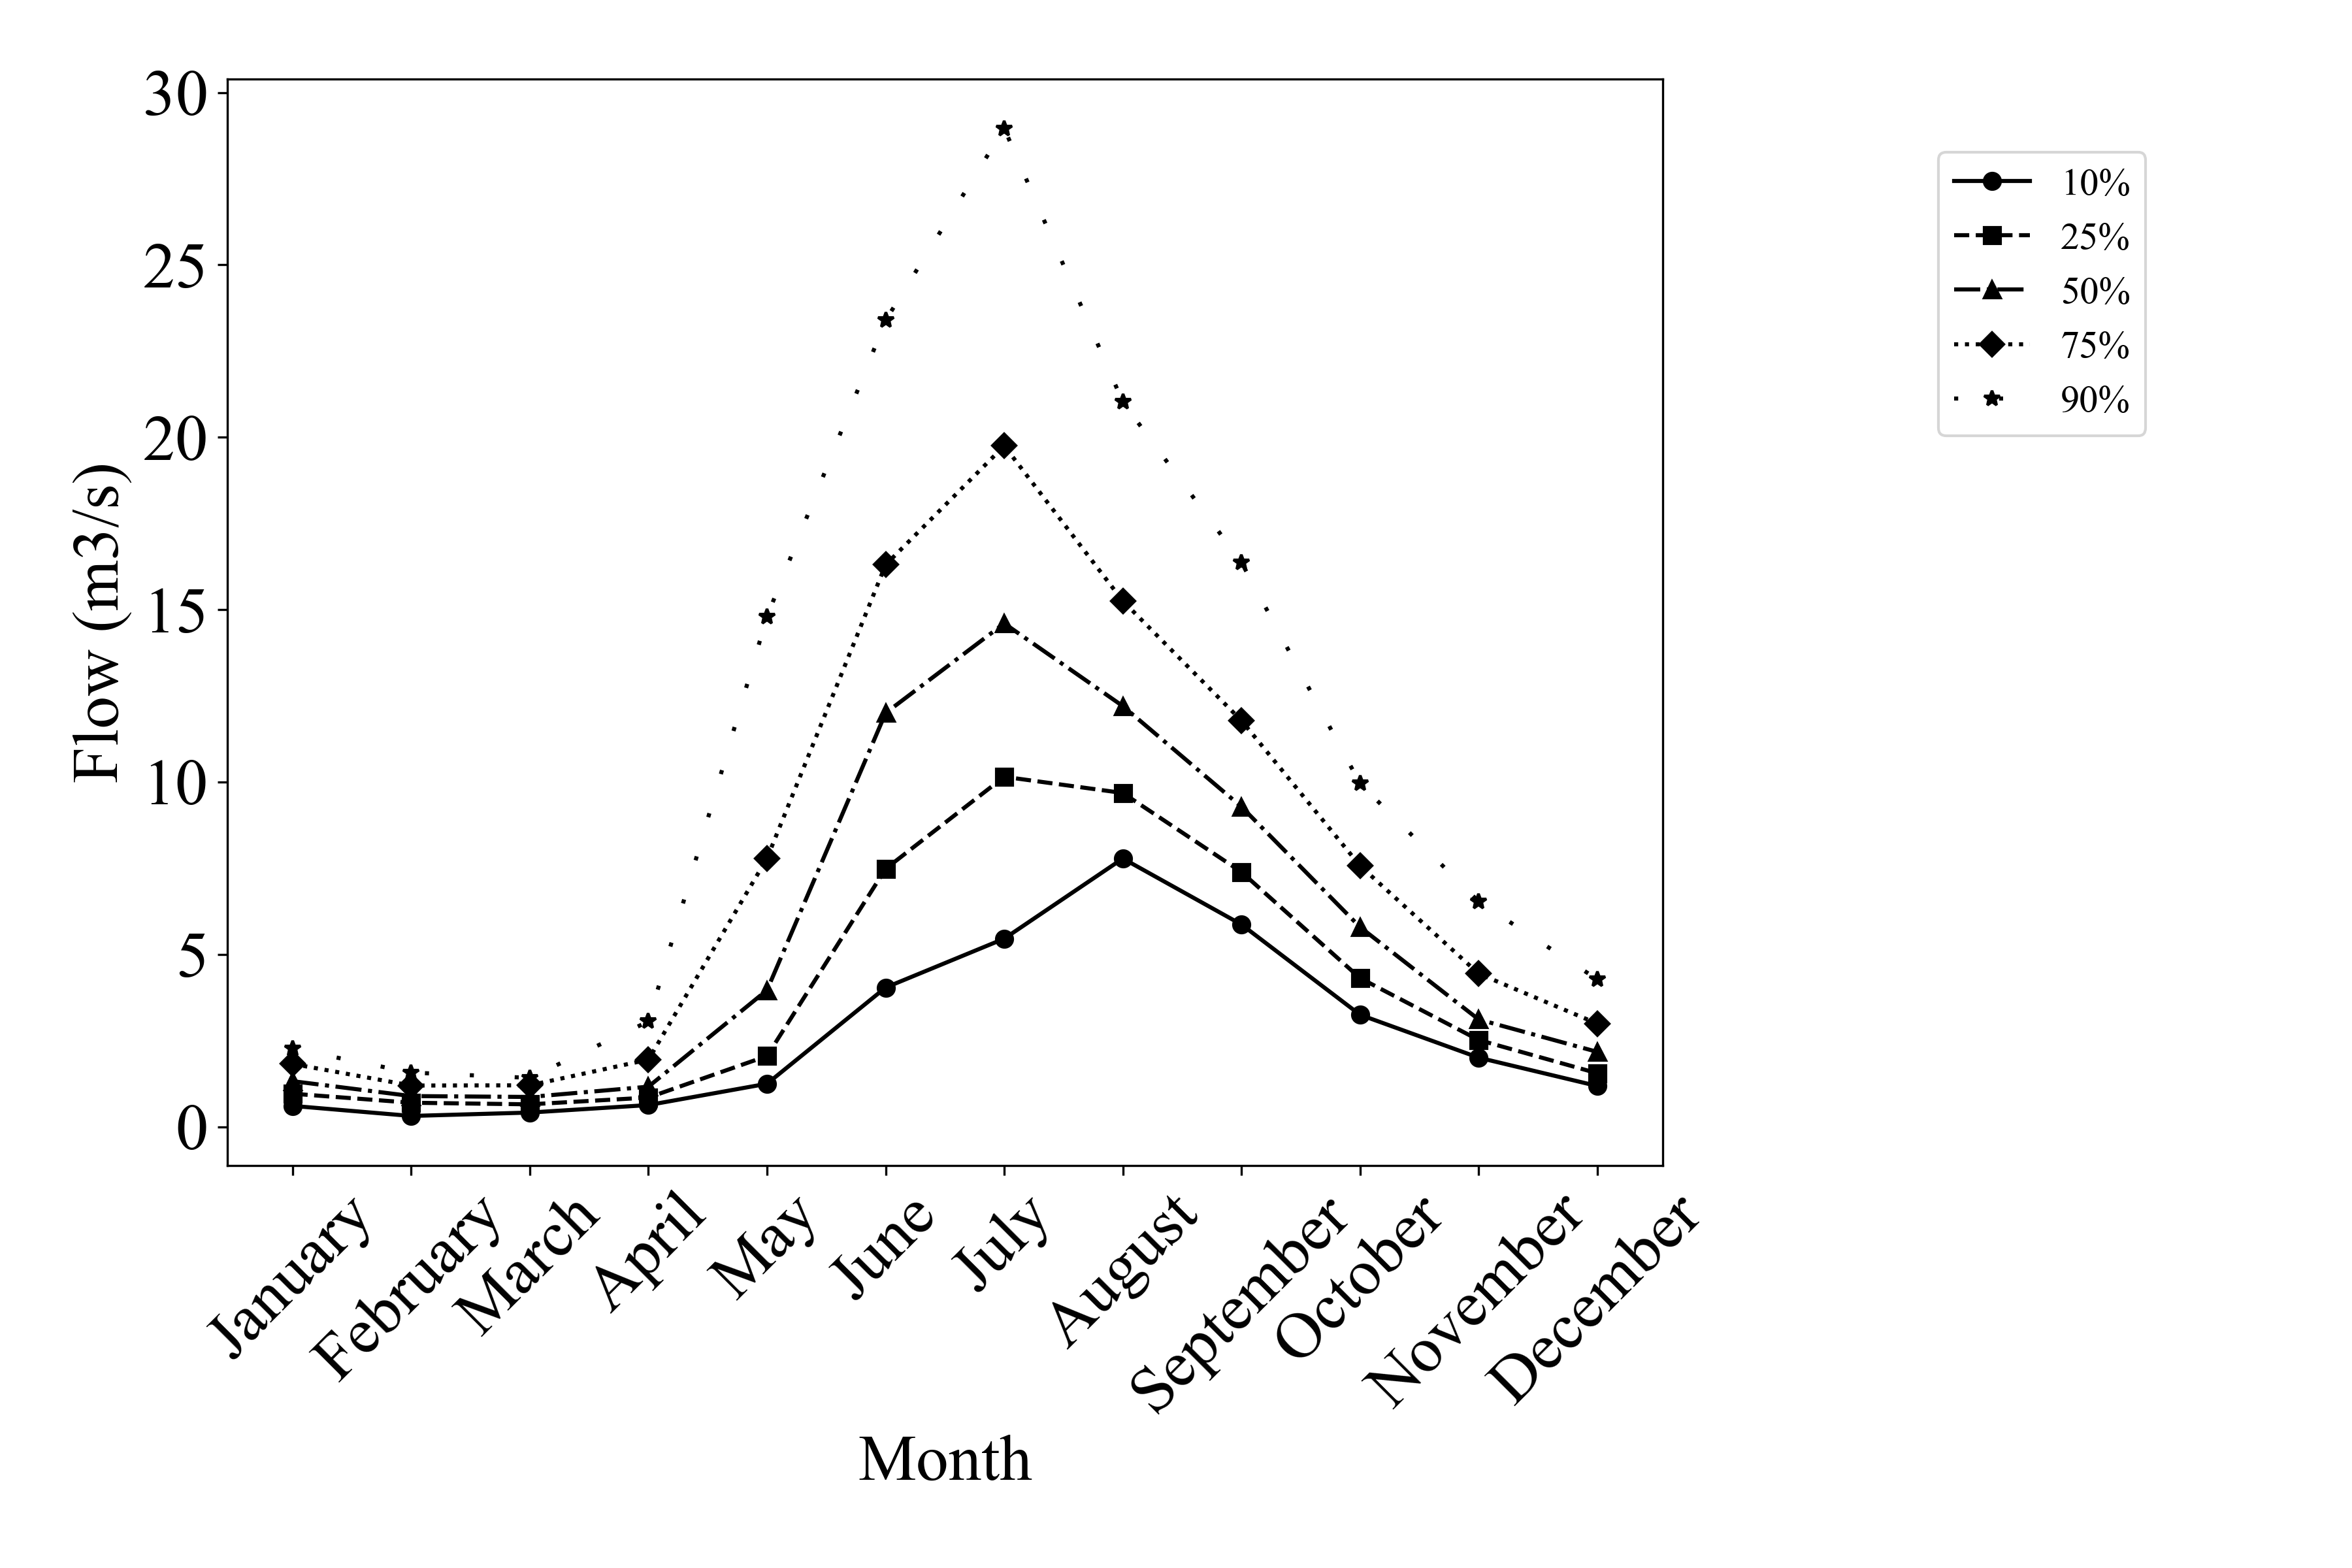 Flow (m3/s)
30
25
20
15
10
5
0
January
February
March
April
May
June
July
August
September
October
November
December
Month
10%
25%
50%
75%
90%